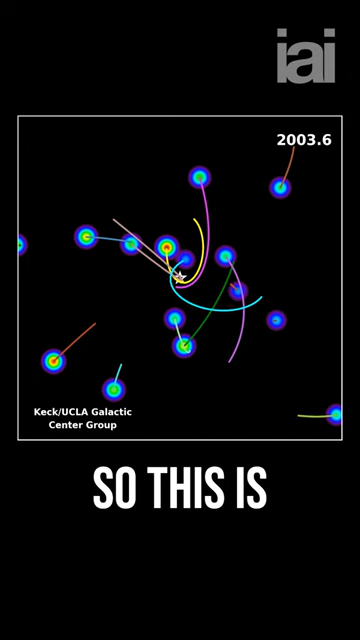 iai
2003.6
Keck/UCLA Galactic
Center Group
SO THIS IS